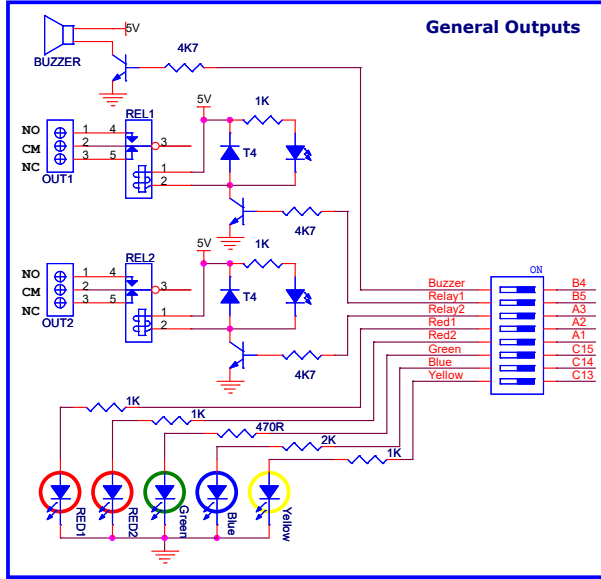 General Outputs
5V
BUZZER
4K7
REL1
5V
1K
NO
CM
NC
1
2
3
4
5
3
1
2
T4
OUT1
4K7
REL2
5V
1K
NO
CM
NC
1
2
3
4
5
3
1
2
T4
OUT2
4K7
ON
Buzzer B4
Relay1 B5
Relay2 A3
Red1 A2
Red2 A1
Green C15
Blue C14
Yellow C13
1K
1K
470R
2K
1K
RED1
RED2
Green
Blue
Yellow